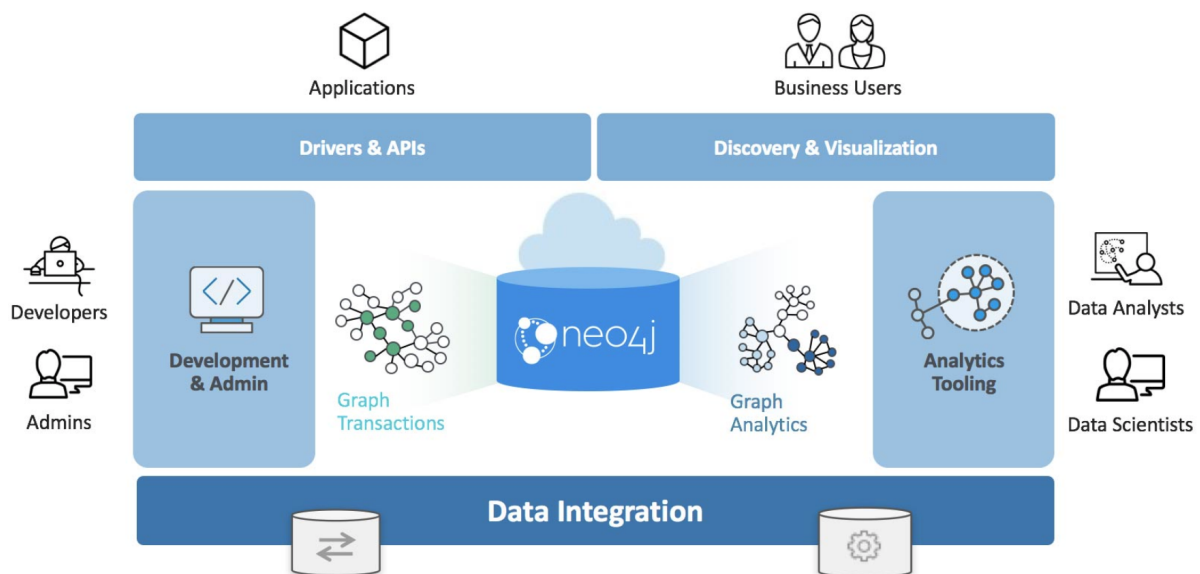 Applications
Business Users
Drivers & APIs
Discovery & Visualization
Developers
Admins
Development
& Admin
Graph
Transactions
neo4j
Graph
Analytics
Analytics
Tooling
Data Analysts
Data Scientists
Data Integration